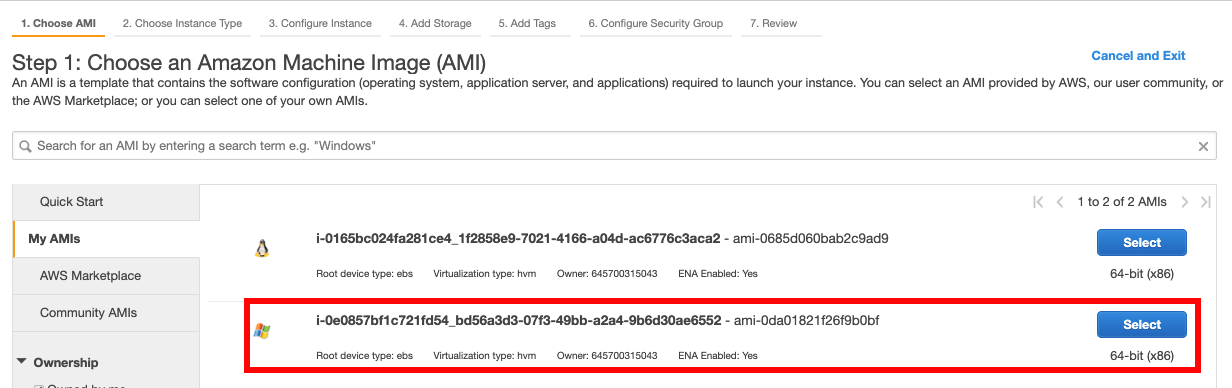 1. Choose AMI 2. Choose Instance Type 3. Configure Instance 4. Add Storage 5. Add Tags 6. Configure Security Group 7. Review
Step 1: Choose an Amazon Machine Image (AMI)
Cancel and Exit
An AMI is a template that contains the software configuration (operating system, application server, and applications) required to launch your instance. You can select an AMI provided by AWS, our user community, or
the AWS Marketplace; or you can select one of your own AMIs.
Search for an AMI by entering a search term e.g. "Windows"
Quick Start
My AMIs
AWS Marketplace
Community AMIs
Ownership
Owned by me
1 to 2 of 2 AMIs
i-0165bc024fa281ce4_1f2858e9-7021-4166-a04d-ac6776c3aca2 - ami-0685d060bab2c9ad9
Select
Root device type: ebs Virtualization type: hvm Owner: 645700315043 ENA Enabled: Yes
64-bit (x86)
i-0e0857bf1c721fd54_bd56a3d3-07f3-49bb-a2a4-9b6d30ae6552 - ami-0da01821f26f9b0bf
Select
Root device type: ebs Virtualization type: hvm Owner: 645700315043 ENA Enabled: Yes
64-bit (x86)